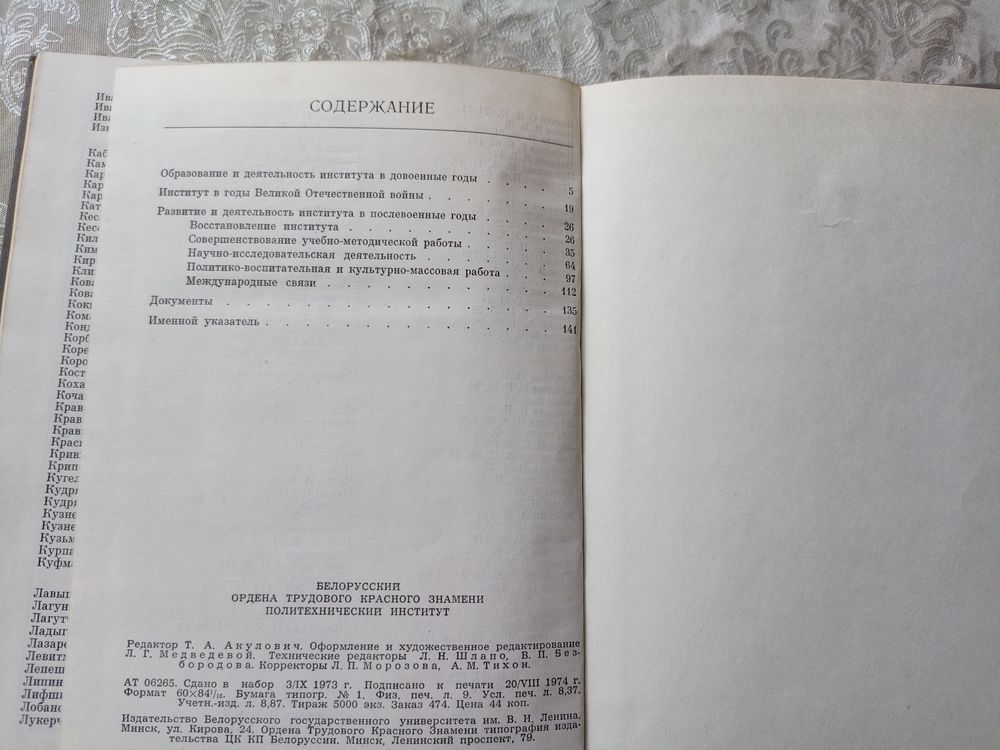 СОДЕРЖАНИЕ
Образование и деятельность института в довоенные годы . . . . 5
Институт в годы Великой Отечественной войны . . . . . . . 19
Развитие и деятельность института в послевоенные годы . . . . 26
Восстановление института . . . . . . . . . . 26
Совершенствование учебно-методической работы . . . . . 35
Научно-исследовательская деятельность . . . . . . . 64
Политико-воспитательная и культурно-массовая работа . . . 97
Международные связи . . . . . . . . . . . 112
Документы . . . . . . . . . . . . . . . 135
Именной указатель . . . . . . . . . . . . . 141
БЕЛОРУССКИЙ
ОРДЕНА ТРУДОВОГО КРАСНОГО ЗНАМЕНИ
ПОЛИТЕХНИЧЕСКИЙ ИНСТИТУТ
Редактор Т. А. Акулович. Оформление и художественное редактирование
Л. Г. Медведевой. Технические редакторы Л. Н. Шлапо, В. П. Без-
бородова. Корректоры Л. П. Морозова, А. М. Тихон.
АТ 06265. Сдано в набор 3/IX 1973 г. Подписано к печати 20/VIII 1974 г.
Формат 60×84¹/₁₆. Бумага типогр. № 1. Физ. печ. л. 9. Усл. печ. л. 8,37.
Учетн.-изд. л. 8,87. Тираж 5000 экз. Заказ 474. Цена 44 коп.
Издательство Белорусского государственного университета им. В. И. Ленина.
Минск, ул. Кирова, 24. Ордена Трудового Красного Знамени типография изда-
тельства ЦК КП Белоруссии. Минск, Ленинский проспект, 79.